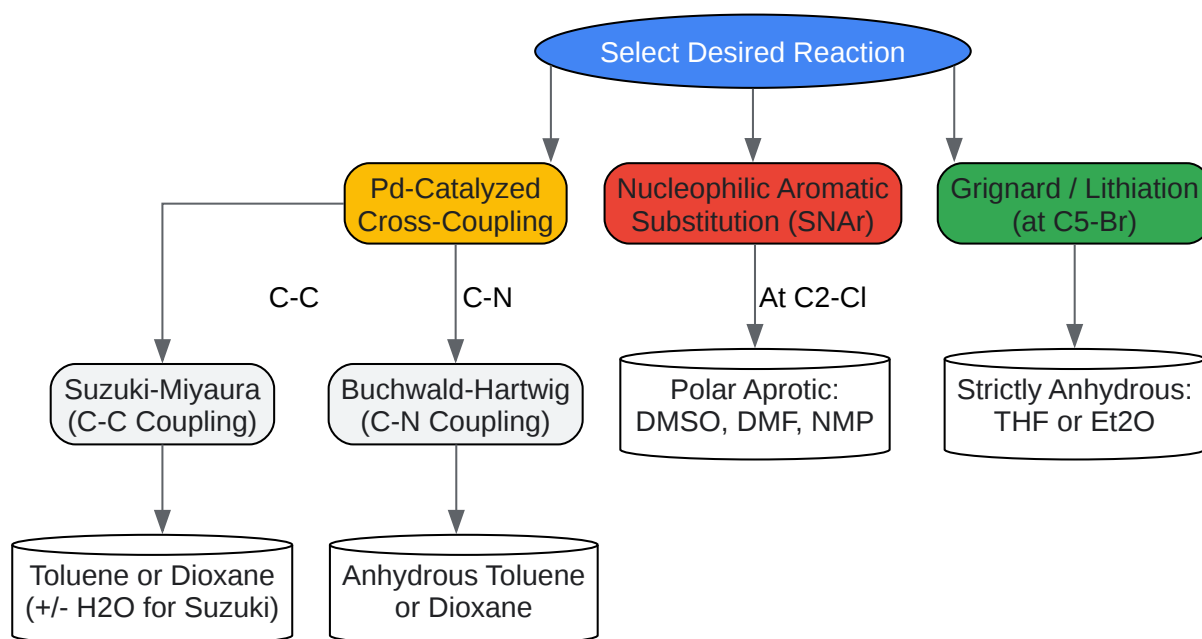 Select Desired Reaction
Pd-Catalyzed
Cross-Coupling
Nucleophilic Aromatic
Substitution (SNAr)
Grignard / Lithiation
(at C5-Br)
C-C
C-N
At C2-Cl
Suzuki-Miyaura
(C-C Coupling)
Buchwald-Hartwig
(C-N Coupling)
Polar Aprotic:
DMSO, DMF, NMP
Strictly Anhydrous:
THF or Et2O
Toluene or Dioxane
(+/- H2O for Suzuki)
Anhydrous Toluene
or Dioxane